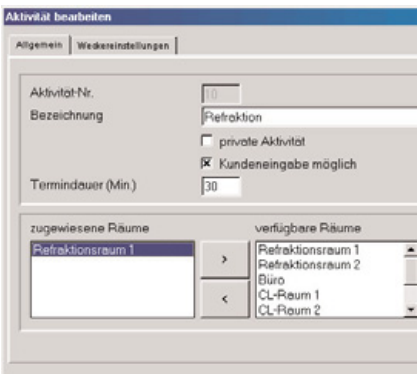 Aktivität bearbeiten
Allgemein Weckereinstellungen
Aktivität-Nr. 10
Bezeichnung Refraktion
private Aktivität
Kundeneingabe möglich
Termindauer (Min.) 30
zugewiesene Räume verfügbare Räume
Refraktionsraum 1 > Refraktionsraum 1
Refraktionsraum 2
Büro
< CL-Raum 1
CL-Raum 2